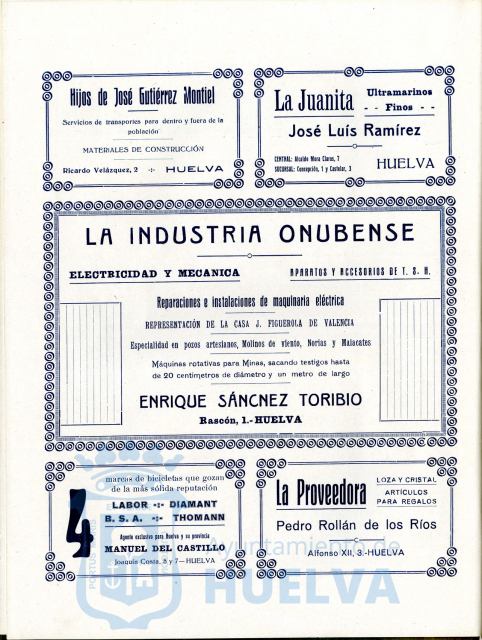 Hijos de José Gutiérrez Montiel
Servicios de transportes para dentro y fuera de la
población
MATERIALES DE CONSTRUCCIÓN
Ricardo Velázquez, 2 -:- HUELVA
La Juanita
Ultramarinos
- - Finos - -
José Luís Ramírez
CENTRAL: Alcalde Mora Claros, 7
SUCURSAL: Concepción, 1 y Castelar, 3
HUELVA
LA INDUSTRIA ONUBENSE
ELECTRICIDAD Y MECANICA
APARATOS Y ACCESORIOS DE T. S. H.
Reparaciones e instalaciones de maquinaria eléctrica
REPRESENTACIÓN DE LA CASA J. FIGUEROLA DE VALENCIA
Especialidad en pozos artesianos, Molinos de viento, Norias y Malacates
Máquinas rotativas para Minas, sacando testigos hasta
de 20 centímetros de diámetro y un metro de largo
ENRIQUE SÁNCNEZ TORIBIO
Rascón, 1.-HUELVA
4
marcas de bicicletas que gozan
de la más sólida reputación
LABOR -:- DIAMANT
B. S. A. -:- THOMANN
Agente exclusivo para Huelva y su provincia
MANUEL DEL CASTILLO
Joaquín Costa, 5 y 7—HUELVA
La Proveedora
LOZA Y CRISTAL
ARTÍCULOS
PARA REGALOS
Pedro Rollán de los Ríos
Alfonso XII, 3.-HUELVA
Ayuntamiento de
HUELVA